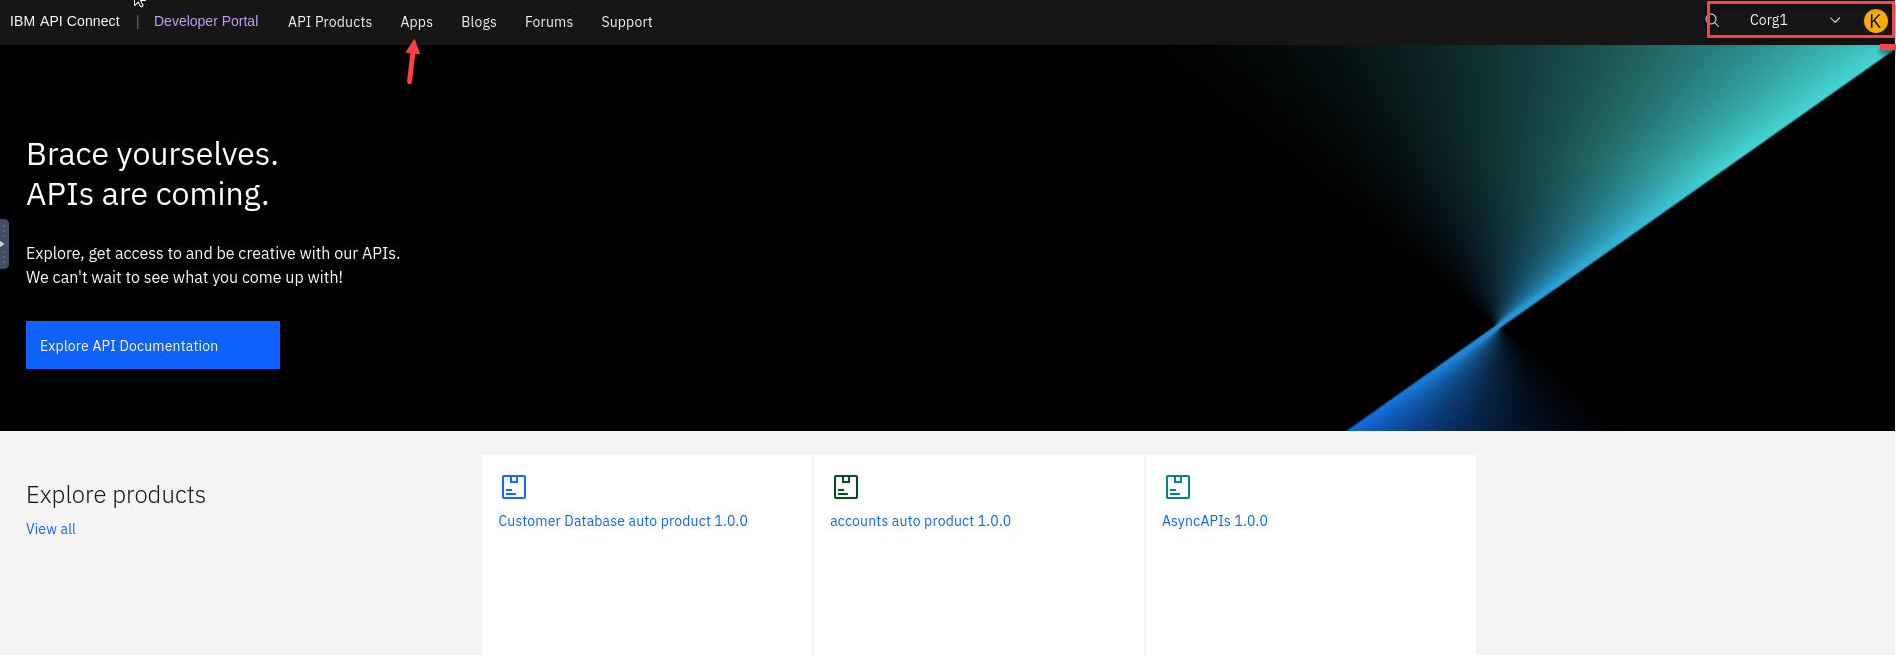 IBM API Connect | Developer Portal API Products Apps Blogs Forums Support Corg1 K
Brace yourselves.
APIs are coming.
Explore, get access to and be creative with our APIs.
We can't wait to see what you come up with!
Explore API Documentation
Explore products
View all
Customer Database auto product 1.0.0
accounts auto product 1.0.0
AsyncAPIs 1.0.0